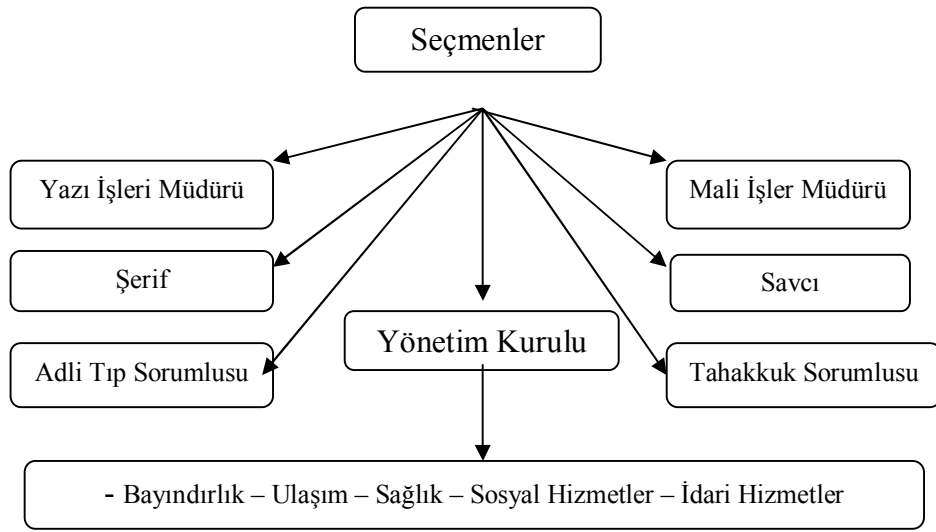 Seçmenler
Yazı İşleri Müdürü
Mali İşler Müdürü
Şerif
Savcı
Yönetim Kurulu
Adli Tıp Sorumlusu
Tahakkuk Sorumlusu
- Bayındırlık – Ulaşım – Sağlık – Sosyal Hizmetler – İdari Hizmetler